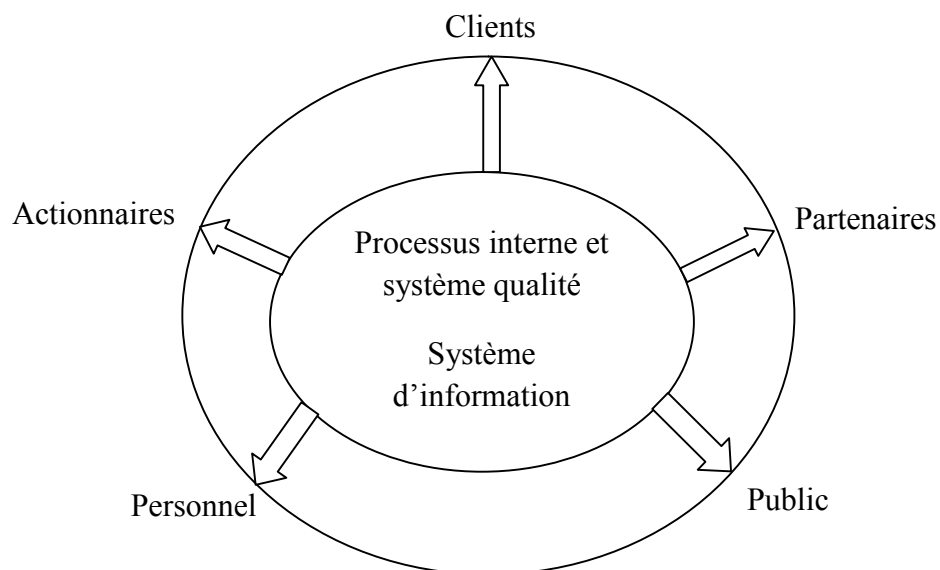 Clients
Actionnaires
Partenaires
Processus interne et
système qualité
Système
d’information
Personnel
Public